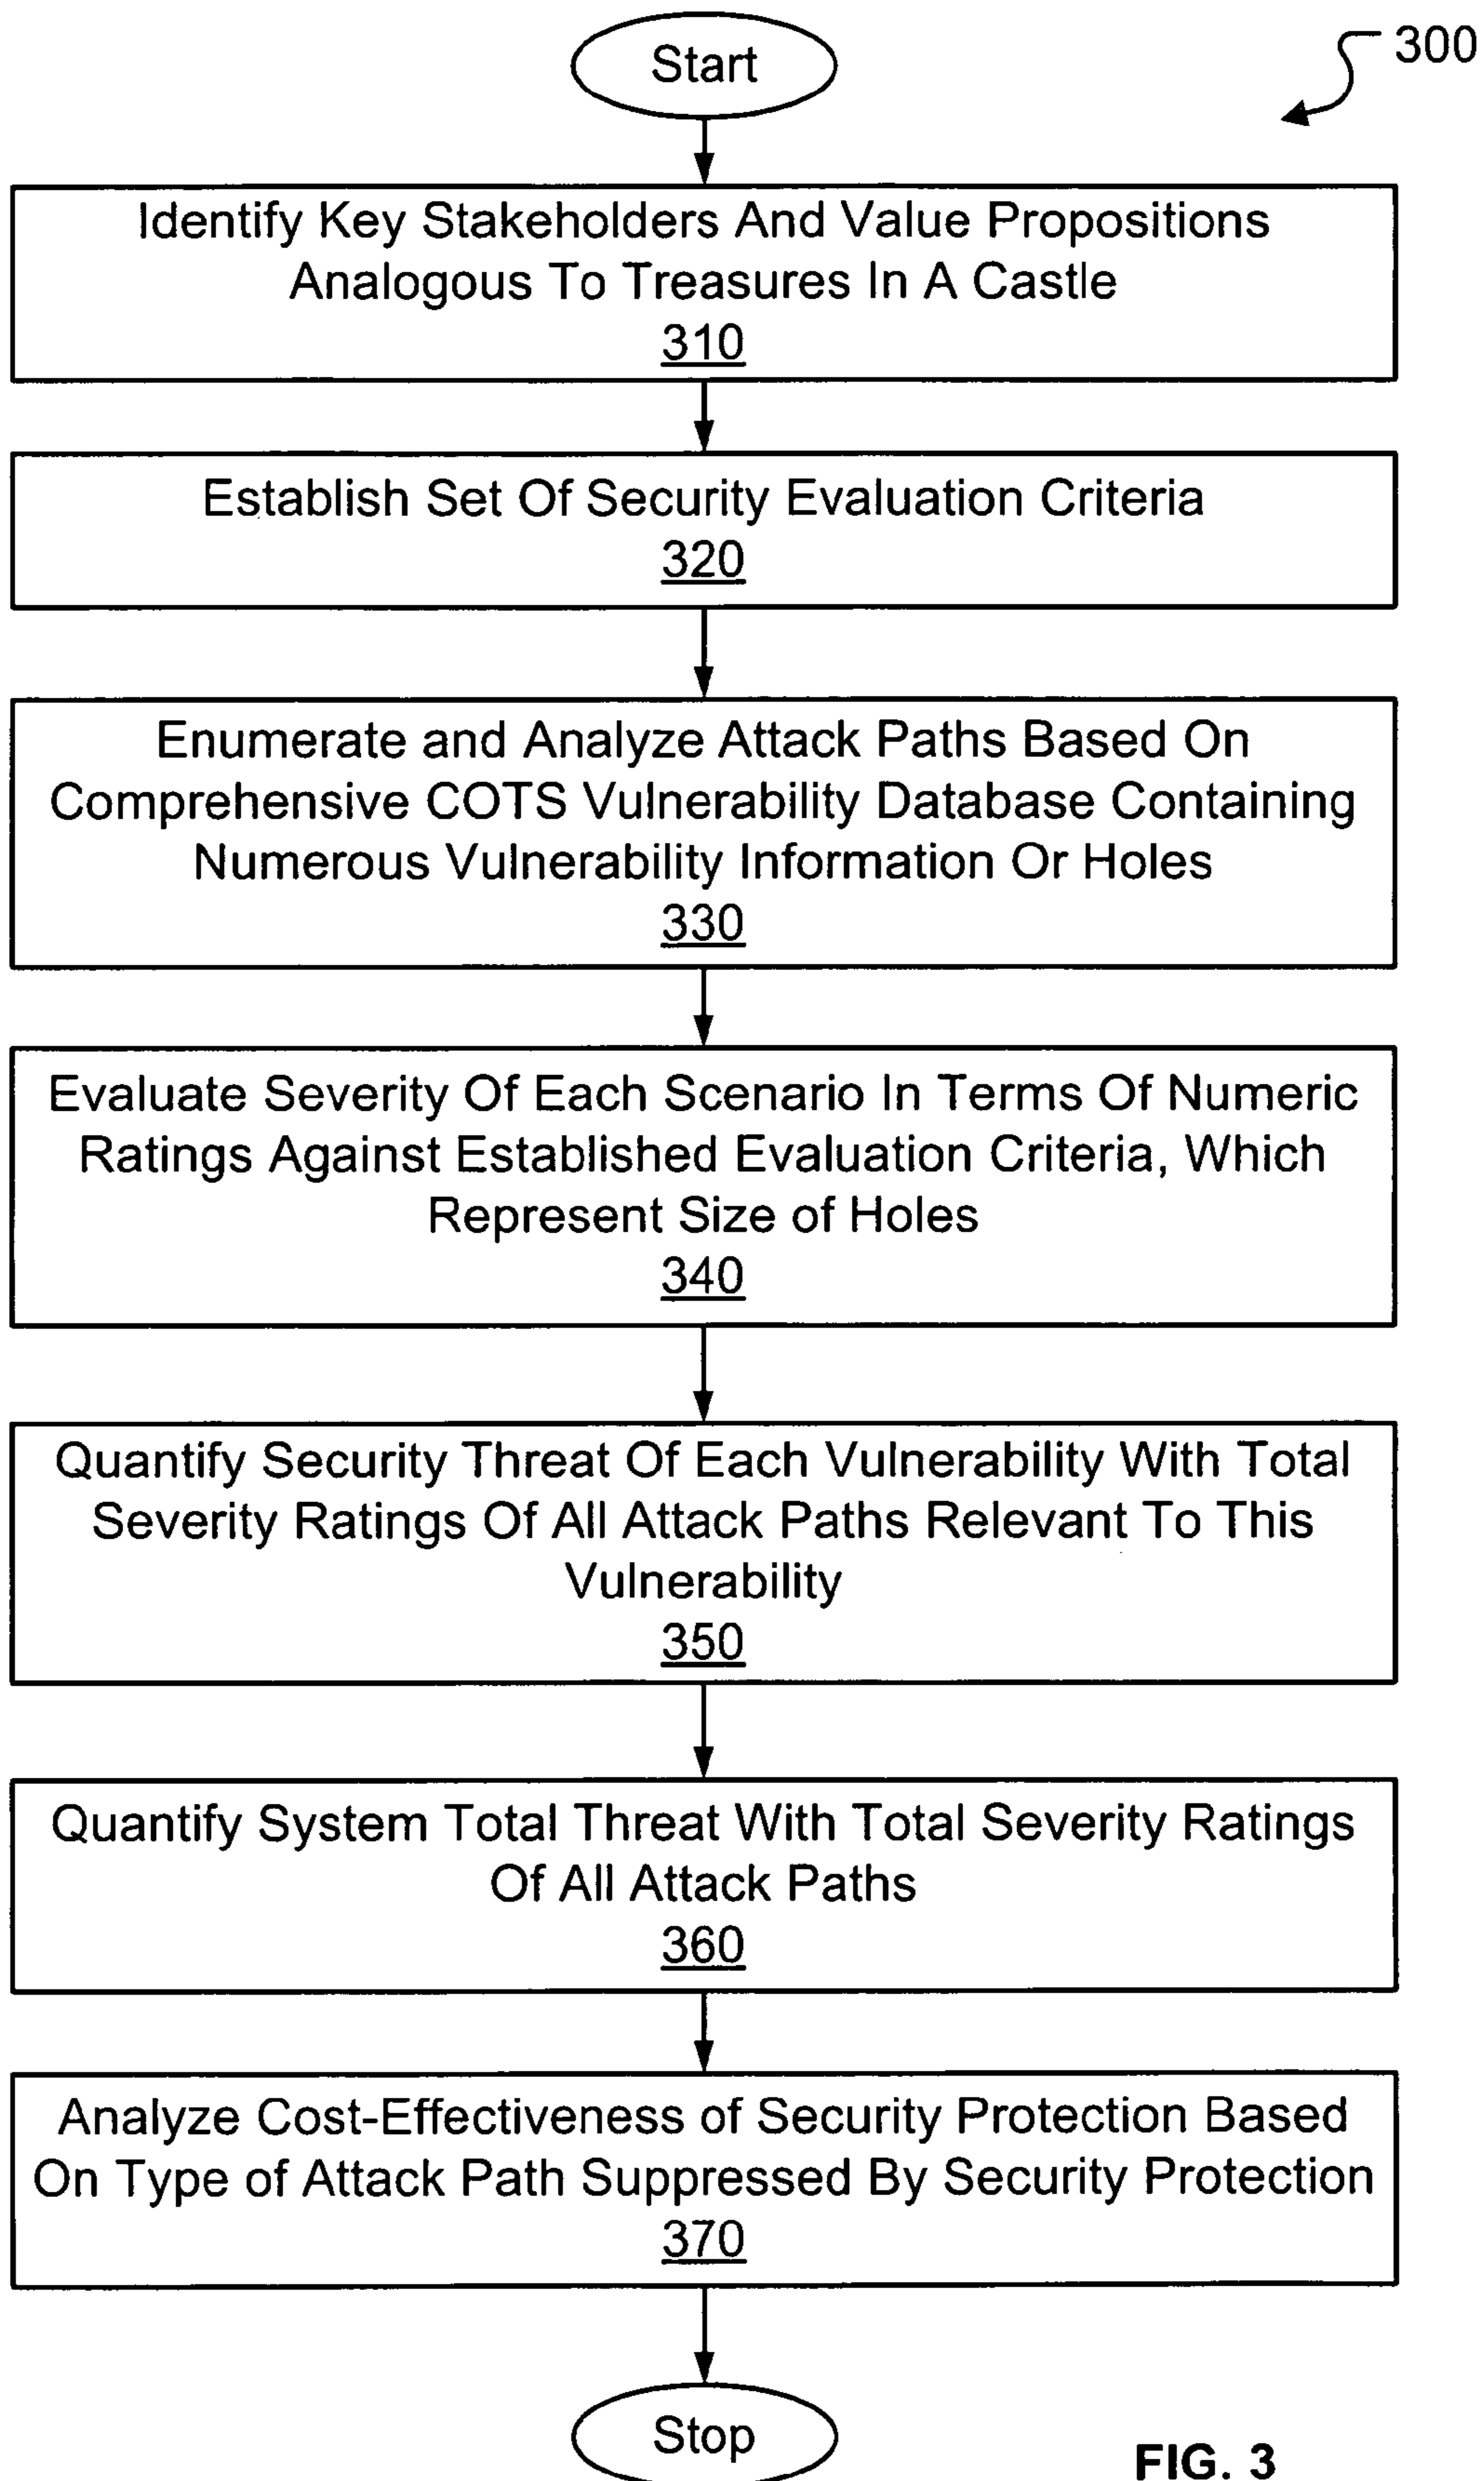 Start
300
Identify Key Stakeholders And Value Propositions
Analogous To Treasures In A Castle
310
Establish Set Of Security Evaluation Criteria
320
Enumerate and Analyze Attack Paths Based On
Comprehensive COTS Vulnerability Database Containing
Numerous Vulnerability Information Or Holes
330
Evaluate Severity Of Each Scenario In Terms Of Numeric
Ratings Against Established Evaluation Criteria, Which
Represent Size of Holes
340
Quantify Security Threat Of Each Vulnerability With Total
Severity Ratings Of All Attack Paths Relevant To This
Vulnerability
350
Quantify System Total Threat With Total Severity Ratings
Of All Attack Paths
360
Analyze Cost-Effectiveness of Security Protection Based
On Type of Attack Path Suppressed By Security Protection
370
Stop
FIG. 3